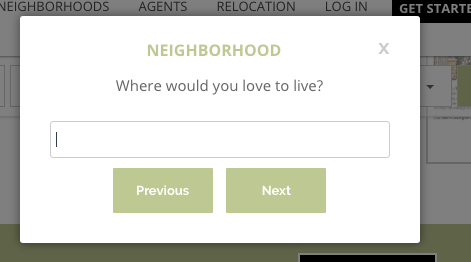 NEIGHBORHOODS AGENTS RELOCATION LOG IN GET STARTE
NEIGHBORHOOD X
Where would you love to live?
Previous Next